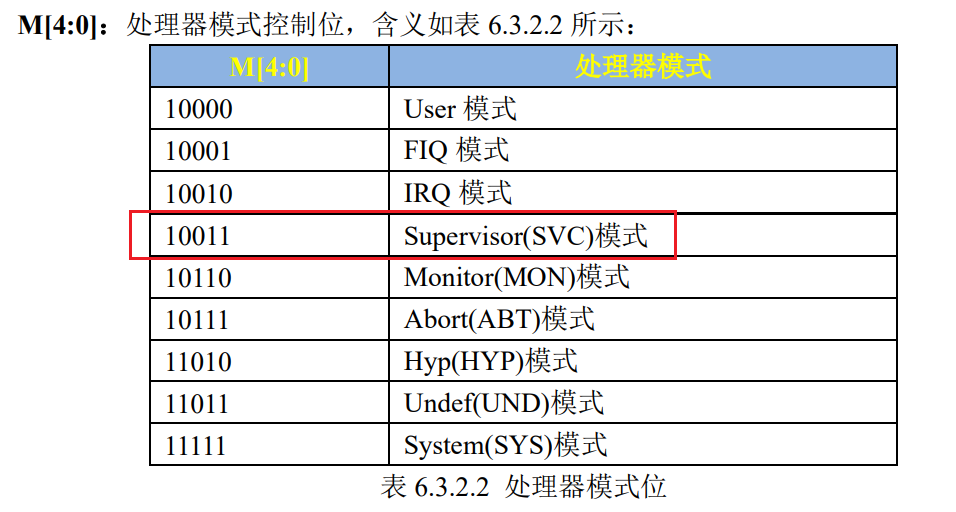 M[4:0]：处理器模式控制位，含义如表 6.3.2.2 所示：
M[4:0] 处理器模式
10000 User 模式
10001 FIQ 模式
10010 IRQ 模式
10011 Supervisor(SVC)模式
10110 Monitor(MON)模式
10111 Abort(ABT)模式
11010 Hyp(HYP)模式
11011 Undef(UND)模式
11111 System(SYS)模式
表 6.3.2.2 处理器模式位